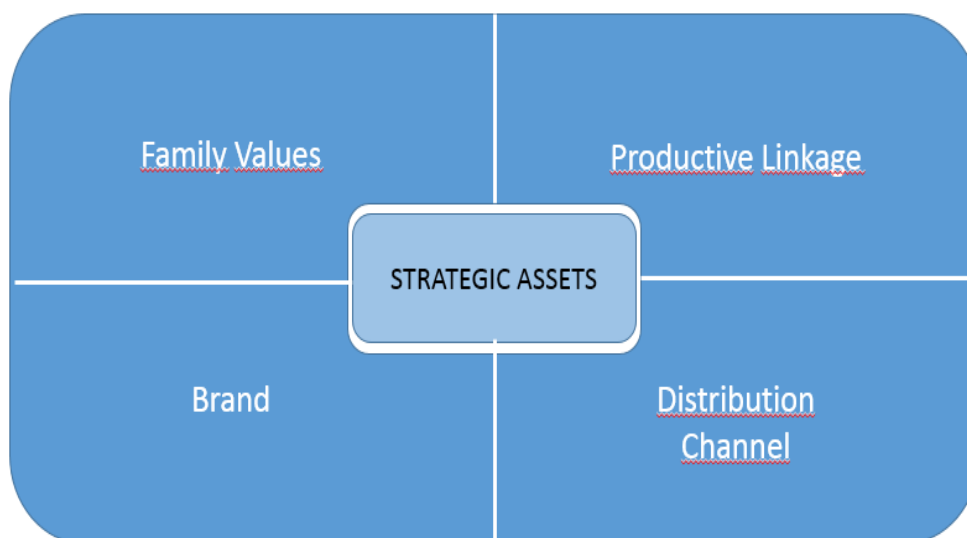 Family Values
Productive Linkage
STRATEGIC ASSETS
Brand
Distribution
Channel